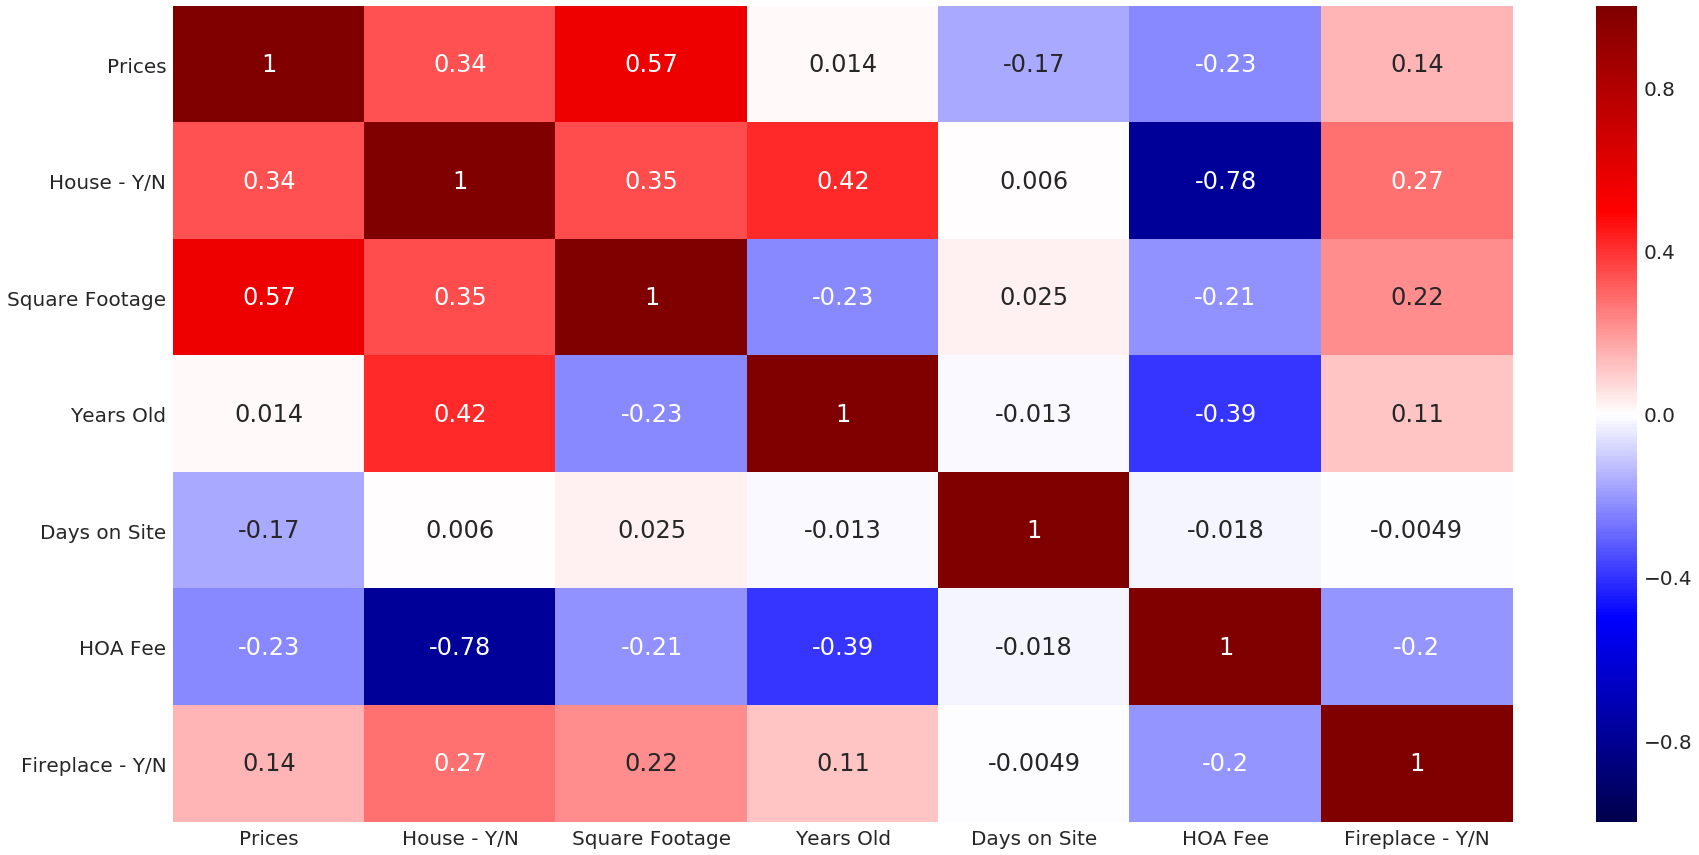 Prices 1 0.34 0.57 0.014 -0.17 -0.23 0.14
House - Y/N 0.34 1 0.35 0.42 0.006 -0.78 0.27
Square Footage 0.57 0.35 1 -0.23 0.025 -0.21 0.22
Years Old 0.014 0.42 -0.23 1 -0.013 -0.39 0.11
Days on Site -0.17 0.006 0.025 -0.013 1 -0.018 -0.0049
HOA Fee -0.23 -0.78 -0.21 -0.39 -0.018 1 -0.2
Fireplace - Y/N 0.14 0.27 0.22 0.11 -0.0049 -0.2 1
Prices House - Y/N Square Footage Years Old Days on Site HOA Fee Fireplace - Y/N
0.8
0.4
0.0
−0.4
−0.8